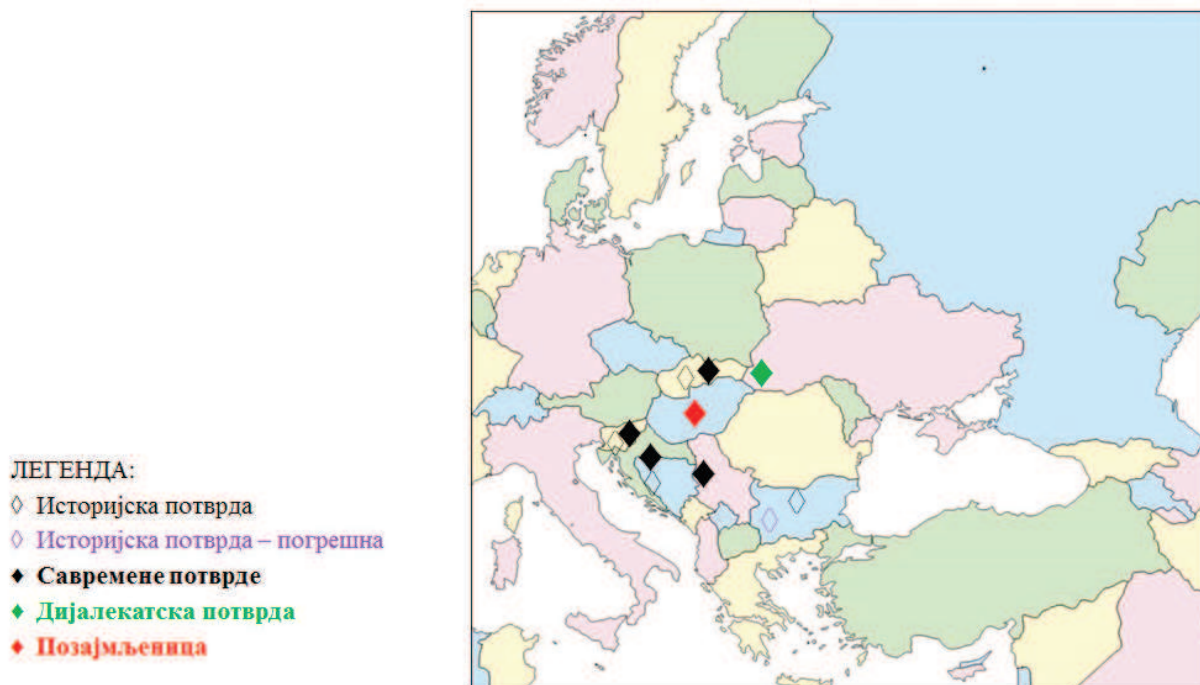 ЛЕГЕНДА:
Историјска потврда
Историјска потврда – погрешна
Савремене потврде
Дијалекатска потврда
Позајмљеница